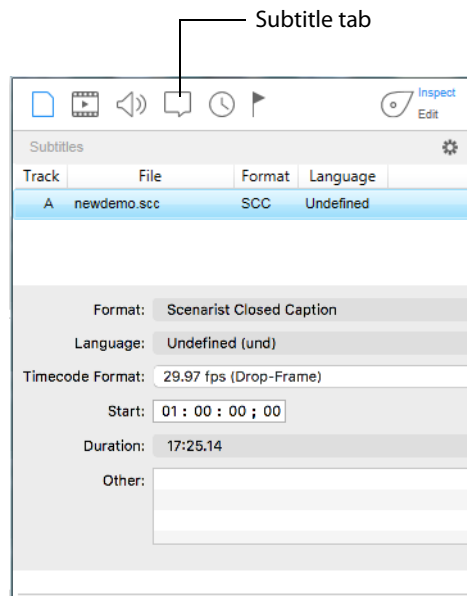 Subtitle tab
Inspect
Edit
Subtitles
Track File Format Language
A newdemo.scc SCC Undefined
Format: Scenarist Closed Caption
Language: Undefined (und)
Timecode Format: 29.97 fps (Drop-Frame)
Start: 01 : 00 : 00 ; 00
Duration: 17:25.14
Other: